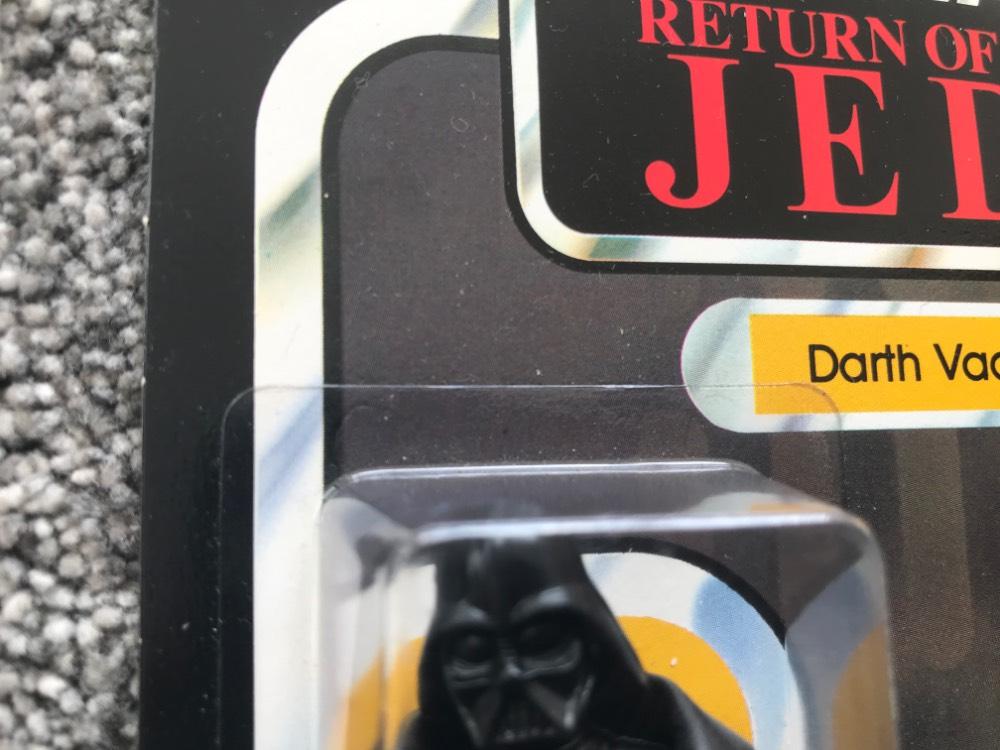 RETURN OF
JED
Darth Vad